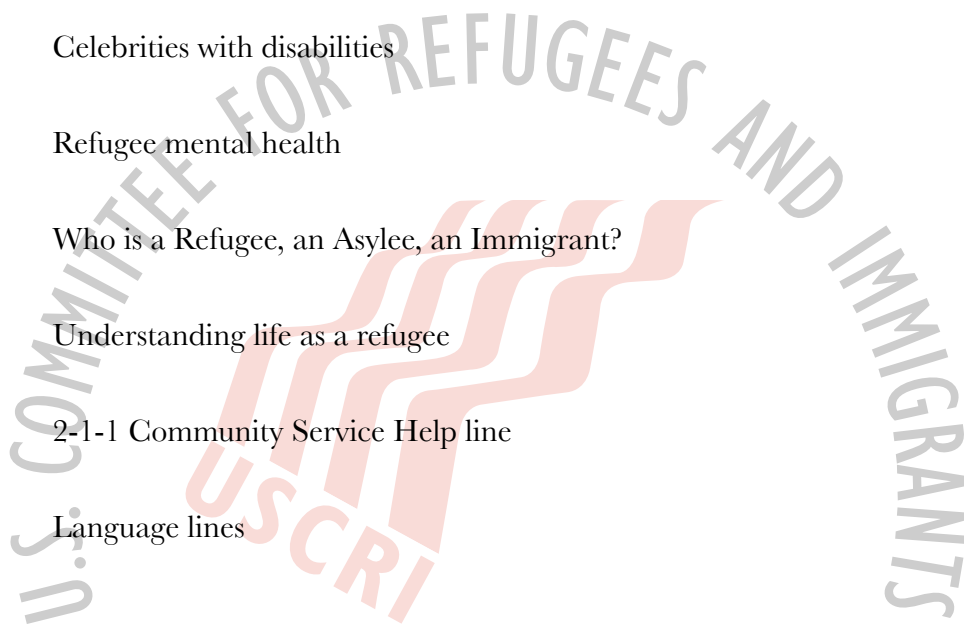 Celebrities with disabilities
Refugee mental health
Who is a Refugee, an Asylee, an Immigrant?
Understanding life as a refugee
2-1-1 Community Service Help line
Language lines
U.S. COMMITTEE FOR REFUGEES AND IMMIGRANTS
USCRI